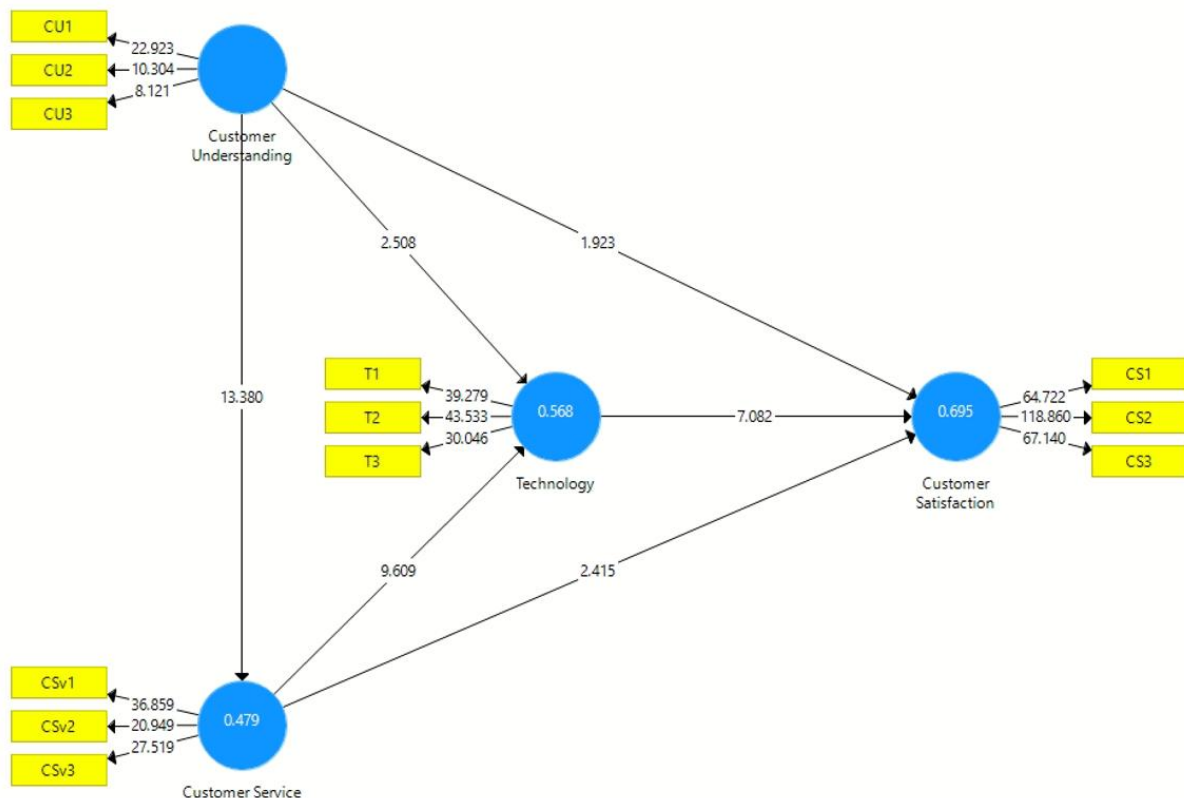 CU1
22.923
CU2
10.304
CU3
8.121
Customer
Understanding
2.508
1.923
13.380
T1
39.279
T2
43.533
T3
30.046
0.568
Technology
7.082
0.695
Customer
Satisfaction
64.722
CS1
118.860
CS2
67.140
CS3
9.609
2.415
CSv1
36.859
CSv2
20.949
CSv3
27.519
0.479
Customer Service